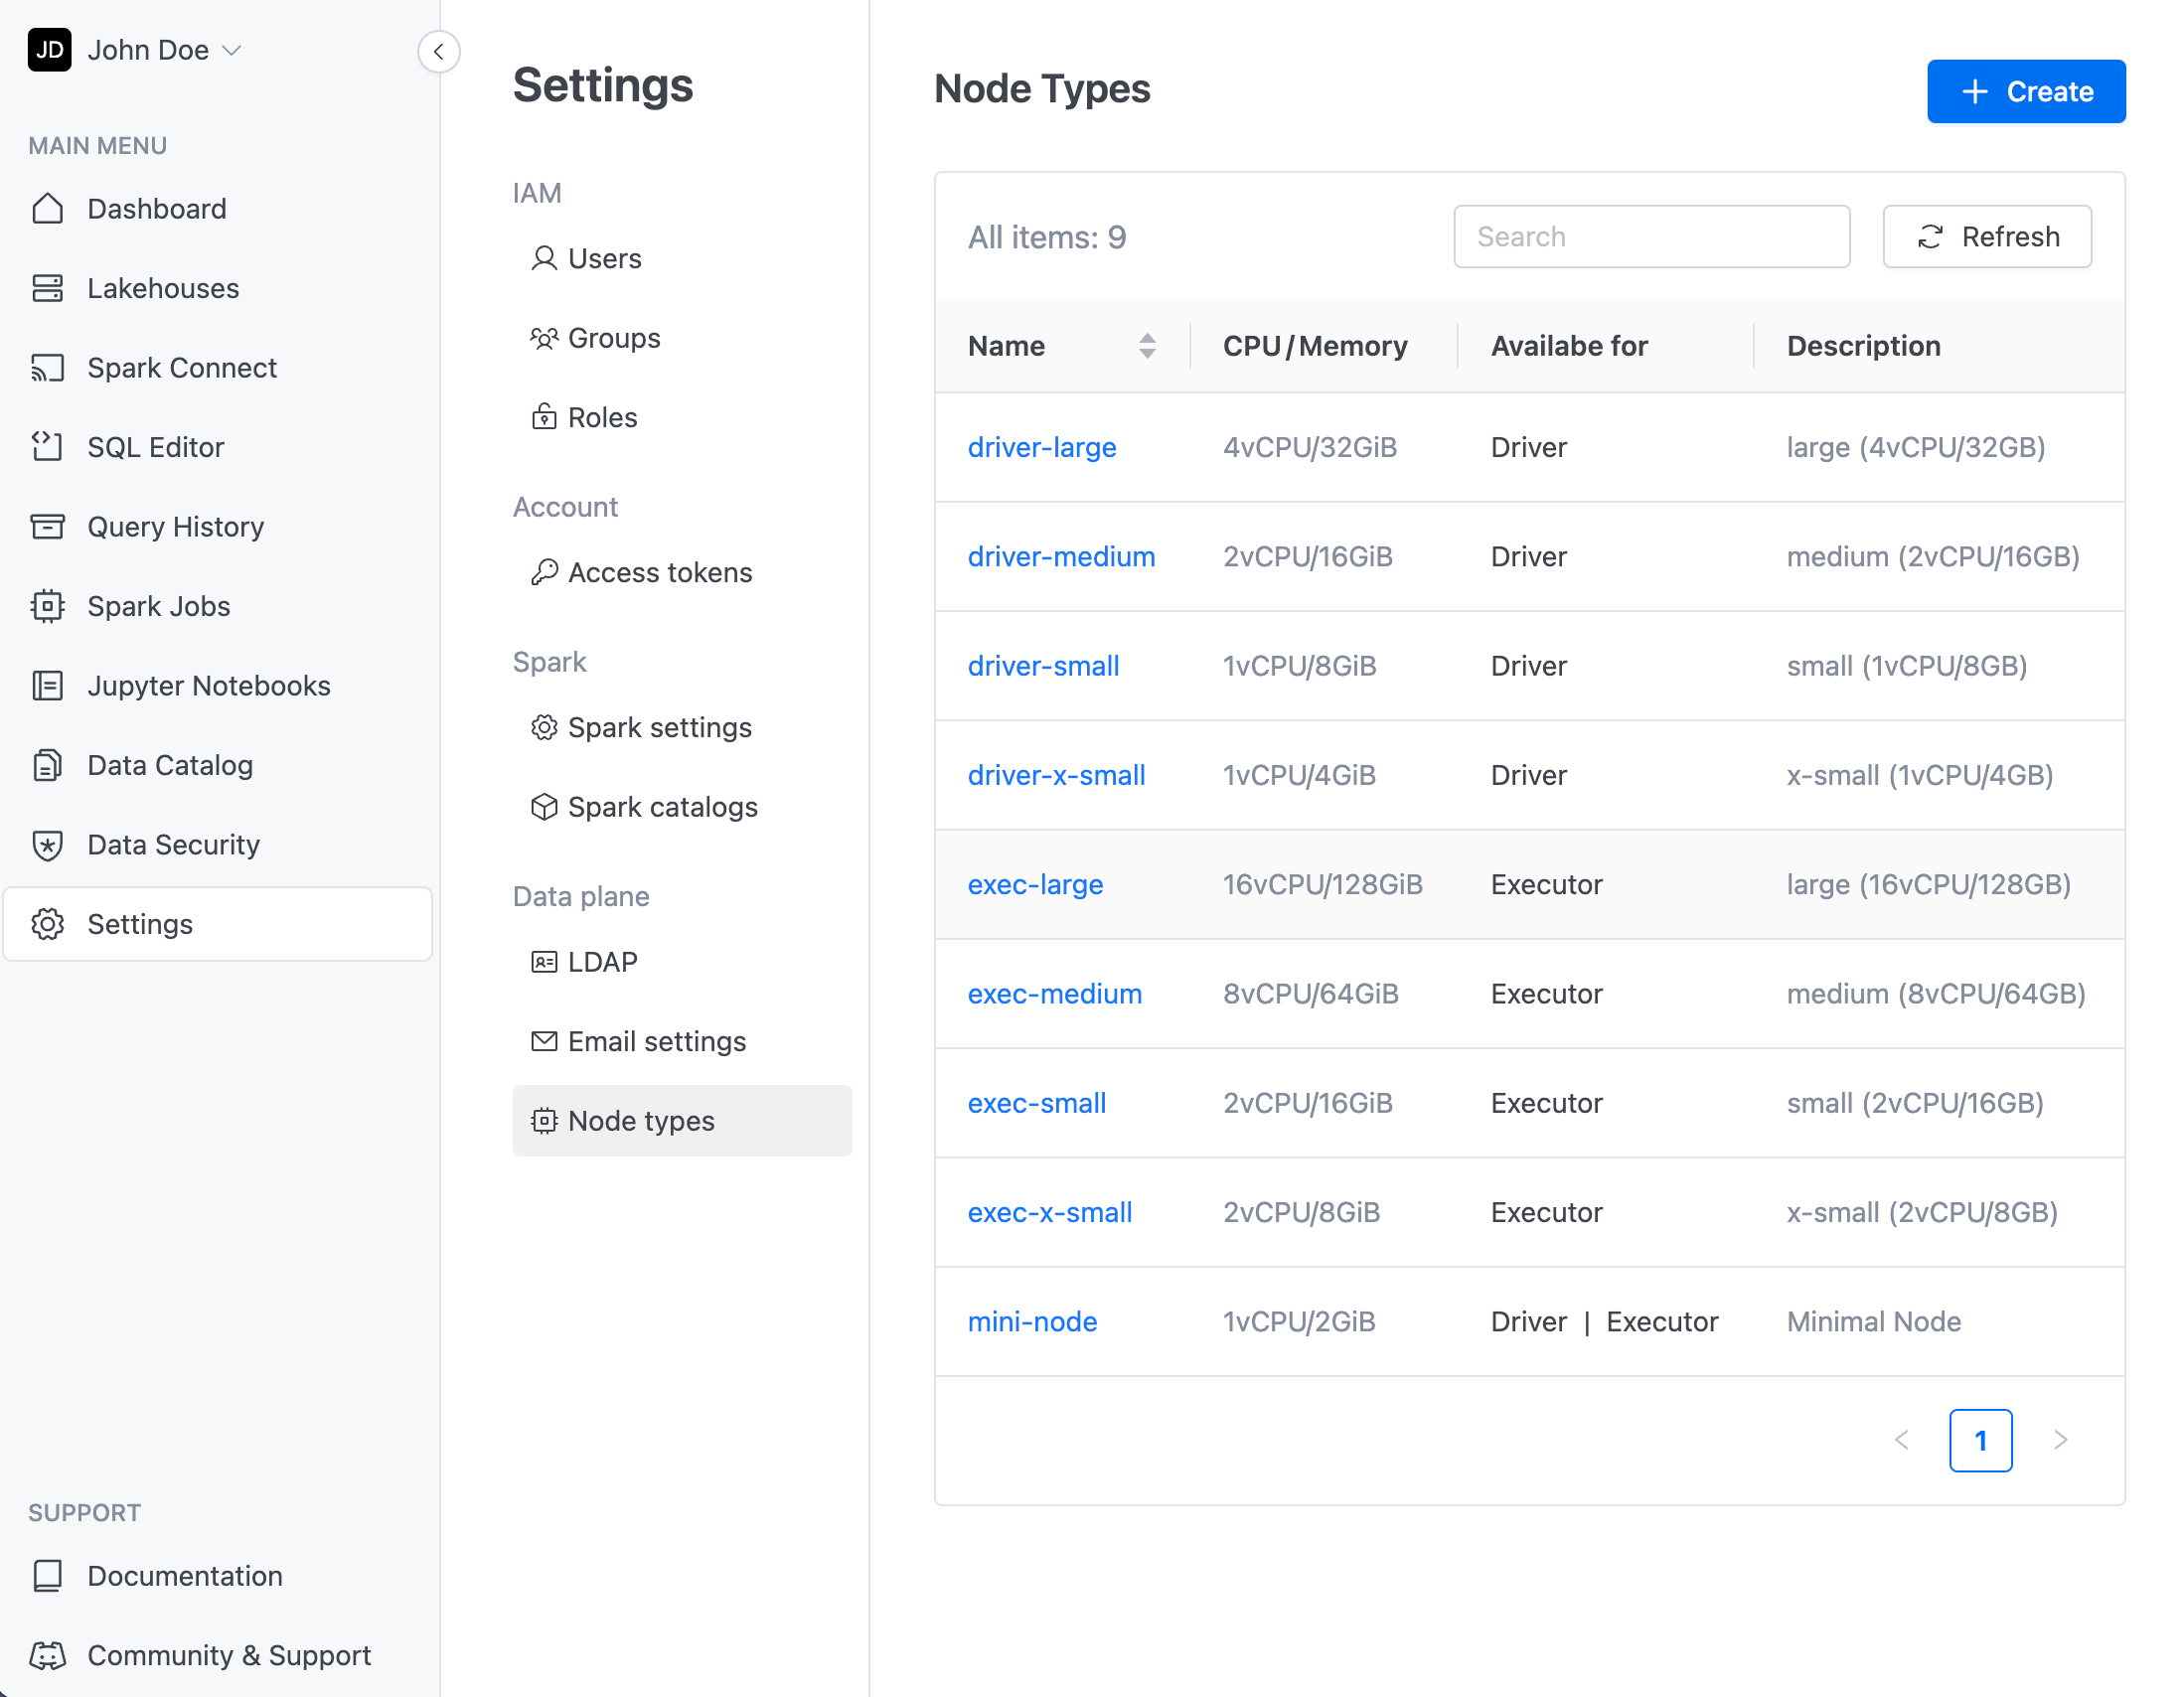 JD John Doe
MAIN MENU
Dashboard
Lakehouses
Spark Connect
SQL Editor
Query History
Spark Jobs
Jupyter Notebooks
Data Catalog
Data Security
Settings
SUPPORT
Documentation
Community & Support
Settings
IAM
Users
Groups
Roles
Account
Access tokens
Spark
Spark settings
Spark catalogs
Data plane
LDAP
Email settings
Node types
Node Types
Create
All items: 9
Search
Refresh
Name CPU/Memory Availabe for Description
driver-large 4vCPU/32GiB Driver large (4vCPU/32GB)
driver-medium 2vCPU/16GiB Driver medium (2vCPU/16GB)
driver-small 1vCPU/8GiB Driver small (1vCPU/8GB)
driver-x-small 1vCPU/4GiB Driver x-small (1vCPU/4GB)
exec-large 16vCPU/128GiB Executor large (16vCPU/128GB)
exec-medium 8vCPU/64GiB Executor medium (8vCPU/64GB)
exec-small 2vCPU/16GiB Executor small (2vCPU/16GB)
exec-x-small 2vCPU/8GiB Executor x-small (2vCPU/8GB)
mini-node 1vCPU/2GiB Driver | Executor Minimal Node
1